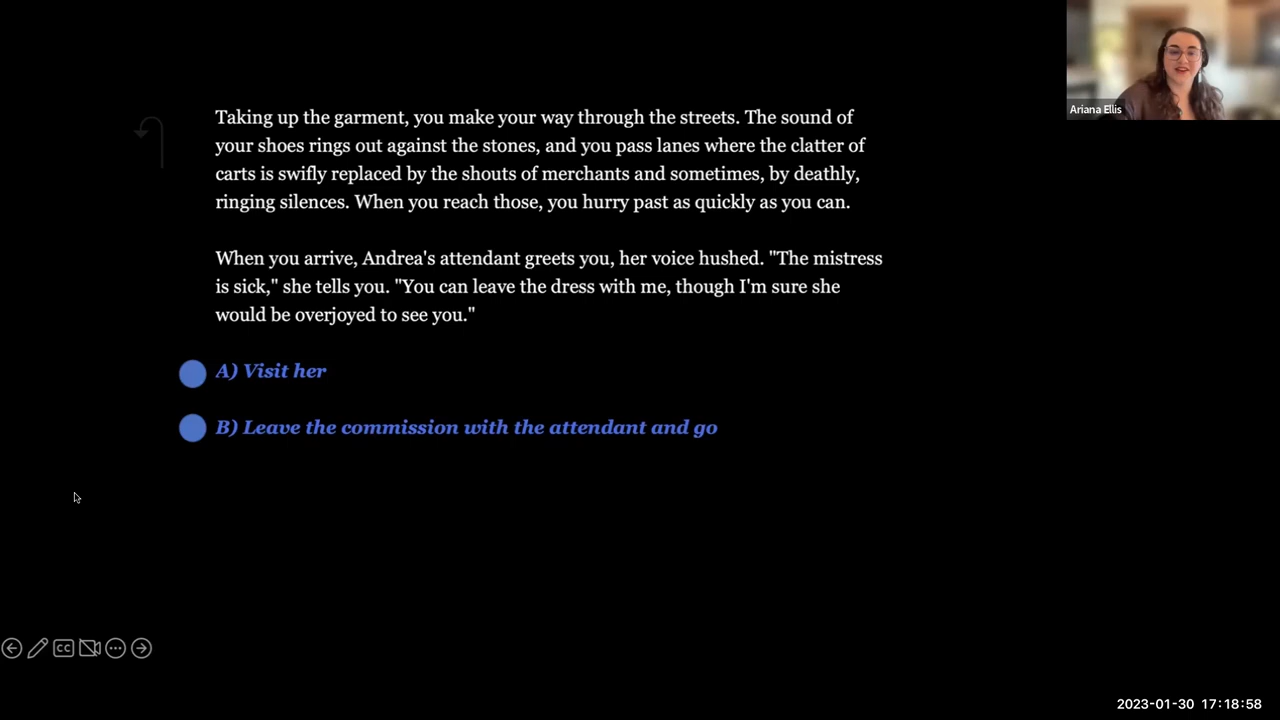 Ariana Ellis
Taking up the garment, you make your way through the streets. The sound of
your shoes rings out against the stones, and you pass lanes where the clatter of
carts is swifly replaced by the shouts of merchants and sometimes, by deathly,
ringing silences. When you reach those, you hurry past as quickly as you can.
When you arrive, Andrea's attendant greets you, her voice hushed. "The mistress
is sick," she tells you. "You can leave the dress with me, though I'm sure she
would be overjoyed to see you."
A) Visit her
B) Leave the commission with the attendant and go
CC
2023-01-30 17:18:58